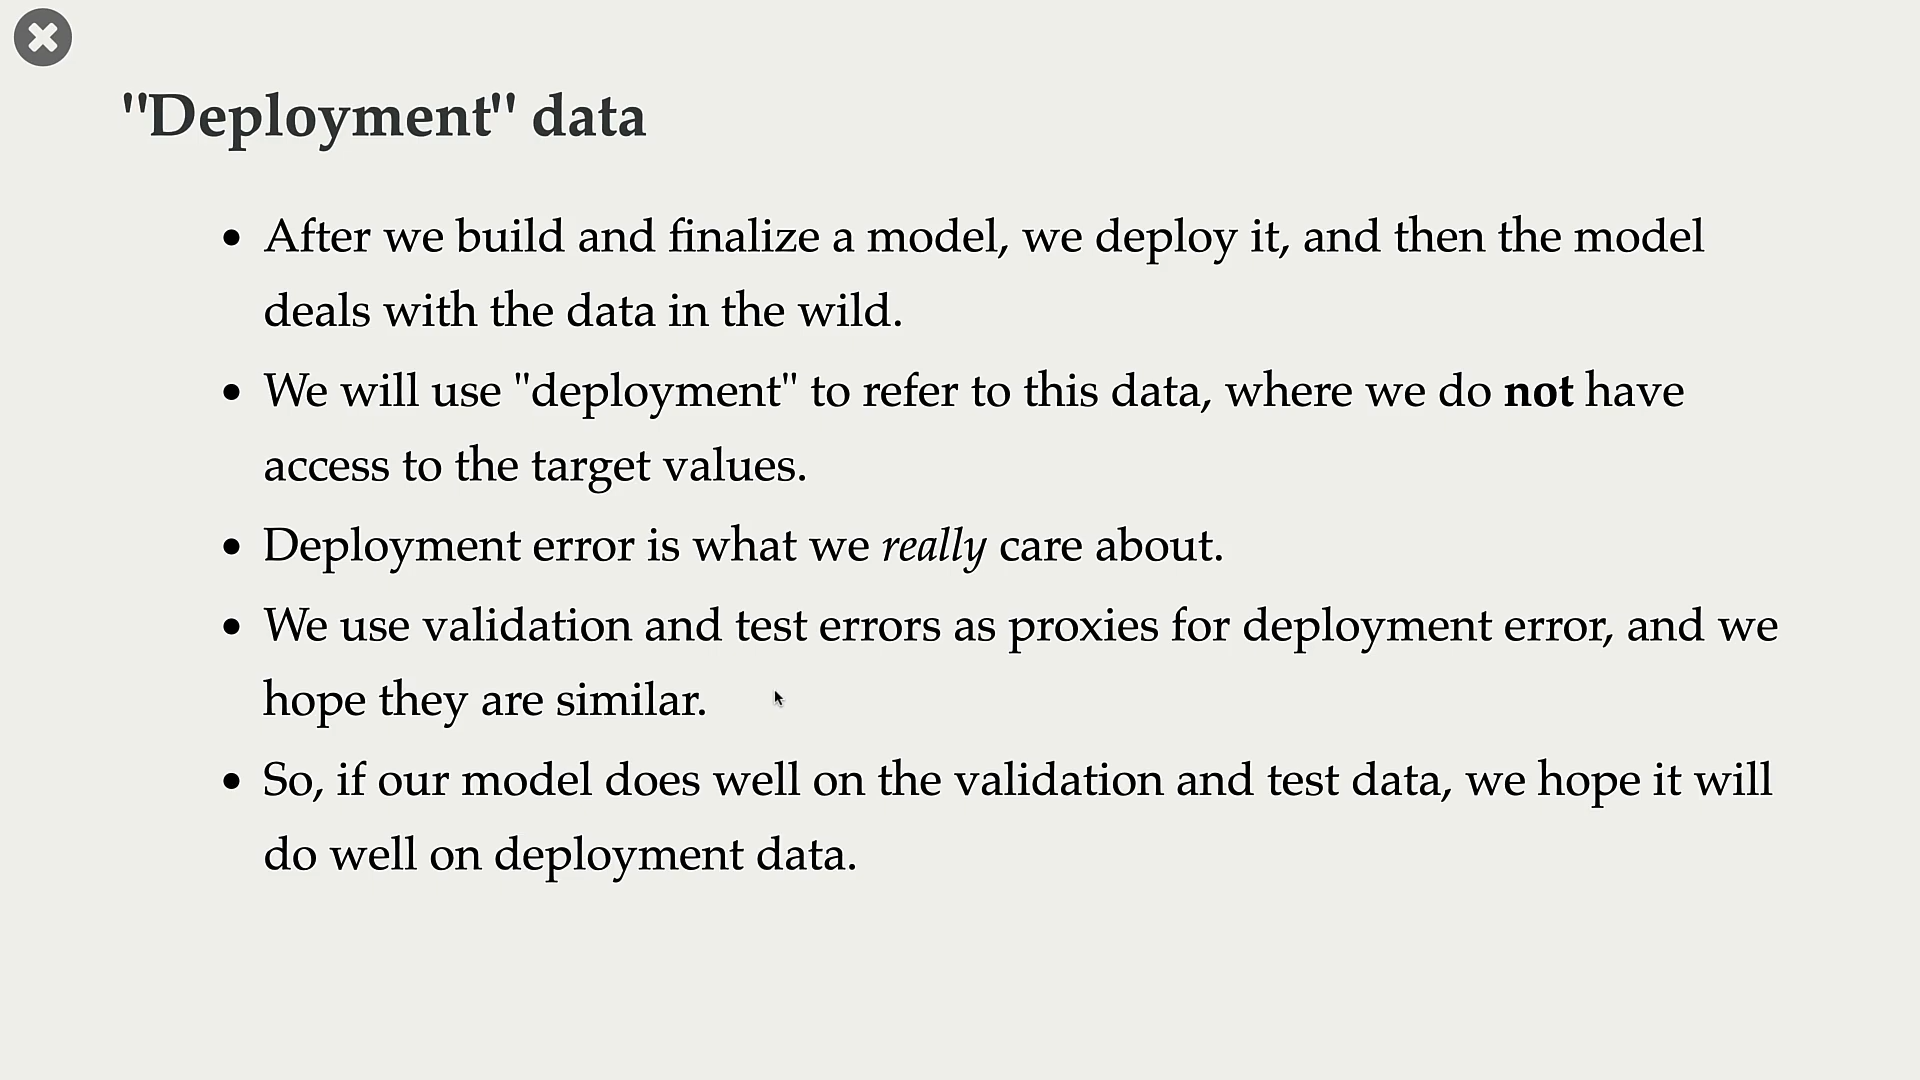 "Deployment" data
• After we build and finalize a model, we deploy it, and then the model
deals with the data in the wild.
• We will use "deployment" to refer to this data, where we do not have
access to the target values.
• Deployment error is what we really care about.
• We use validation and test errors as proxies for deployment error, and we
hope they are similar.
• So, if our model does well on the validation and test data, we hope it will
do well on deployment data.